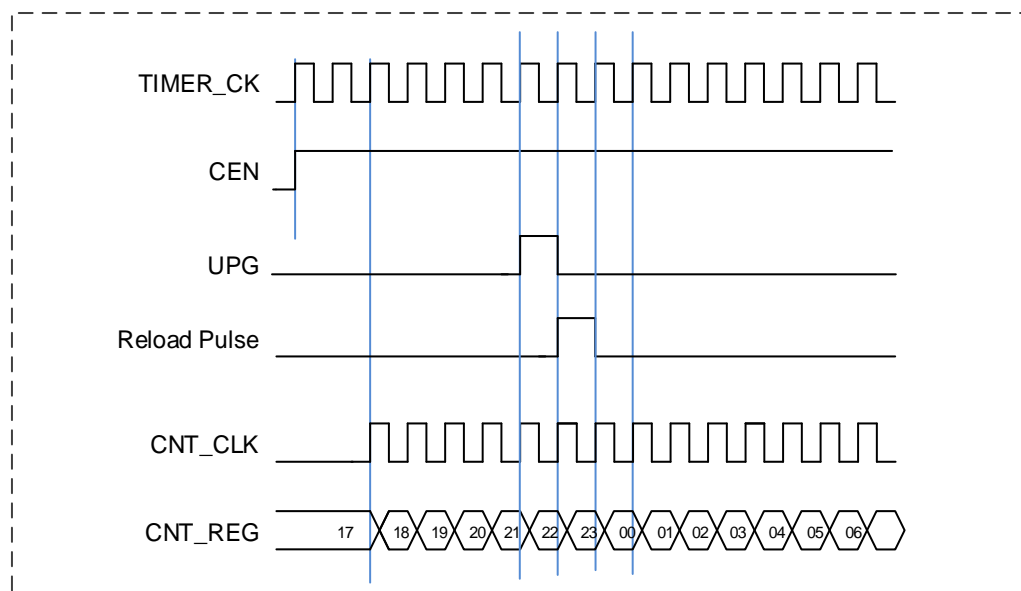 TIMER_CK
CEN
UPG
Reload Pulse
CNT_CLK
CNT_REG 17 18 19 20 21 22 23 00 01 02 03 04 05 06